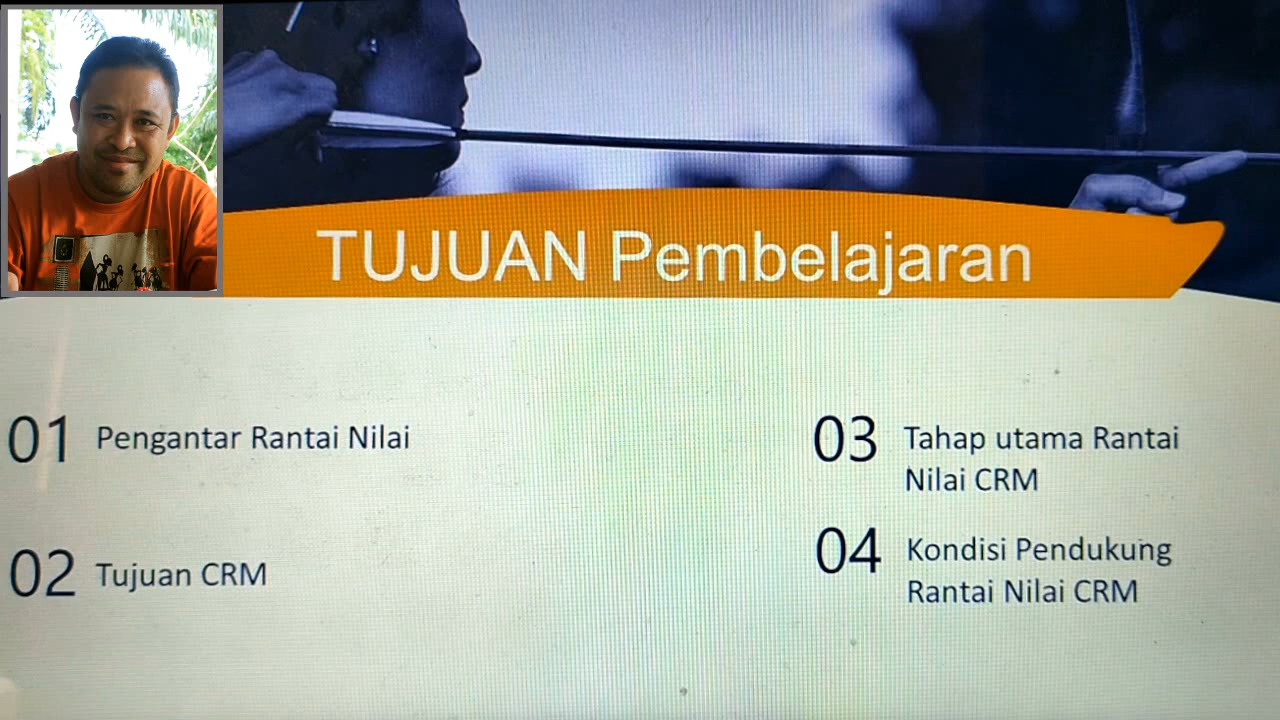 TUJUAN Pembelajaran
01 Pengantar Rantai Nilai
02 Tujuan CRM
03 Tahap utama Rantai
Nilai CRM
04 Kondisi Pendukung
Rantai Nilai CRM